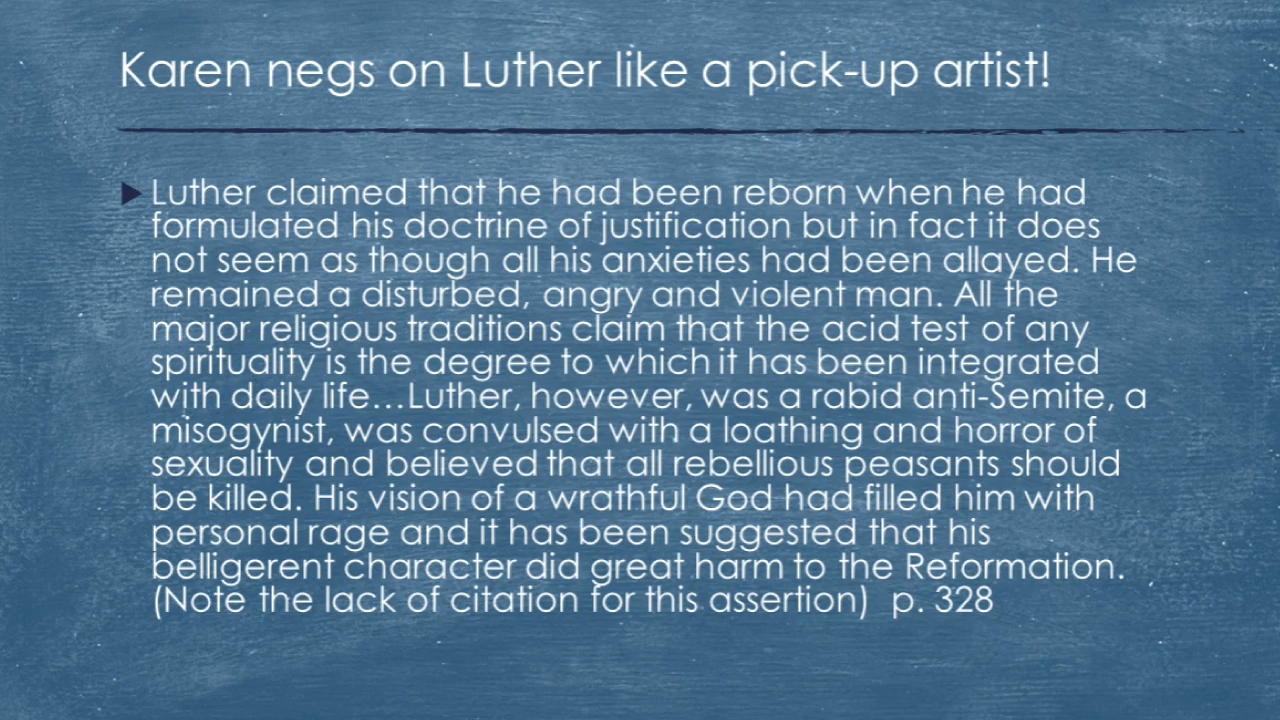 Karen negs on Luther like a pick-up artist!
Luther claimed that he had been reborn when he had
formulated his doctrine of justification but in fact it does
not seem as though all his anxieties had been allayed. He
remained a disturbed, angry and violent man. All the
major religious traditions claim that the acid test of any
spirituality is the degree to which it has been integrated
with daily life…Luther, however, was a rabid anti-Semite, a
misogynist, was convulsed with a loathing and horror of
sexuality and believed that all rebellious peasants should
be killed. His vision of a wrathful God had filled him with
personal rage and it has been suggested that his
belligerent character did great harm to the Reformation.
(Note the lack of citation for this assertion)  p. 328